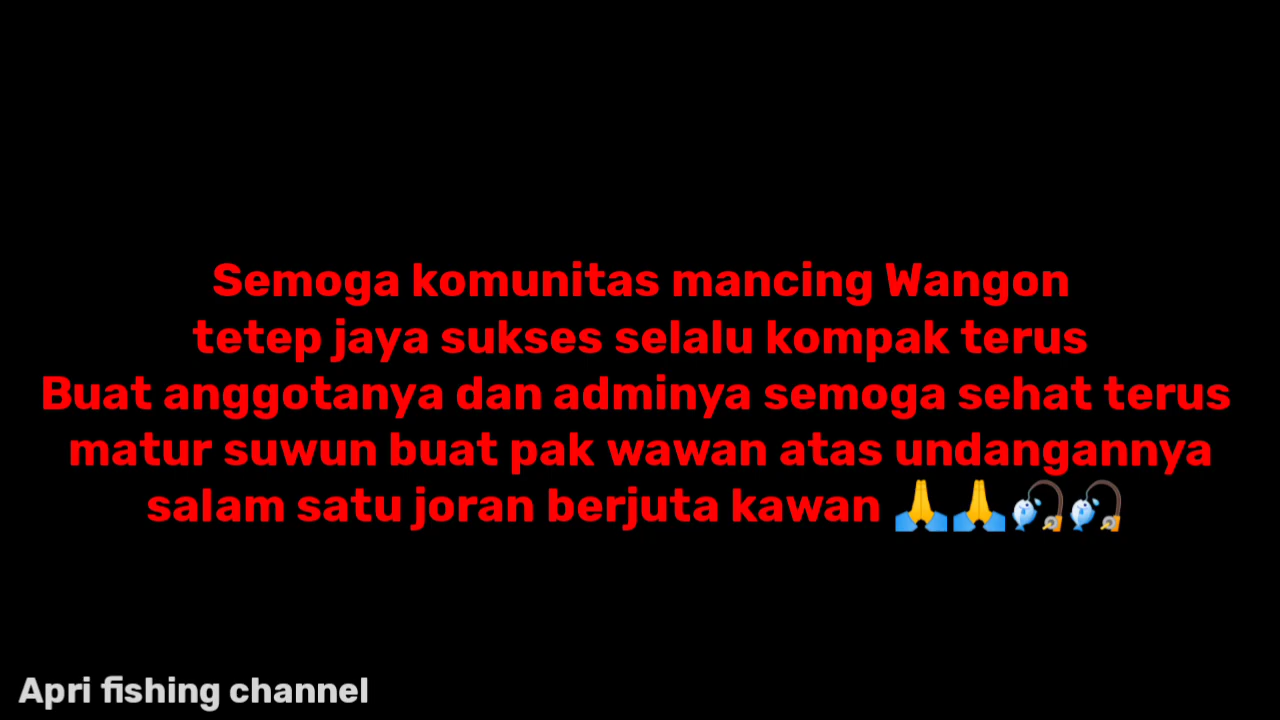 Semoga komunitas mancing Wangon
tetep jaya sukses selalu kompak terus
Buat anggotanya dan adminya semoga sehat terus
matur suwun buat pak wawan atas undangannya
salam satu joran berjuta kawan 🙏🙏🎣🎣
Apri fishing channel